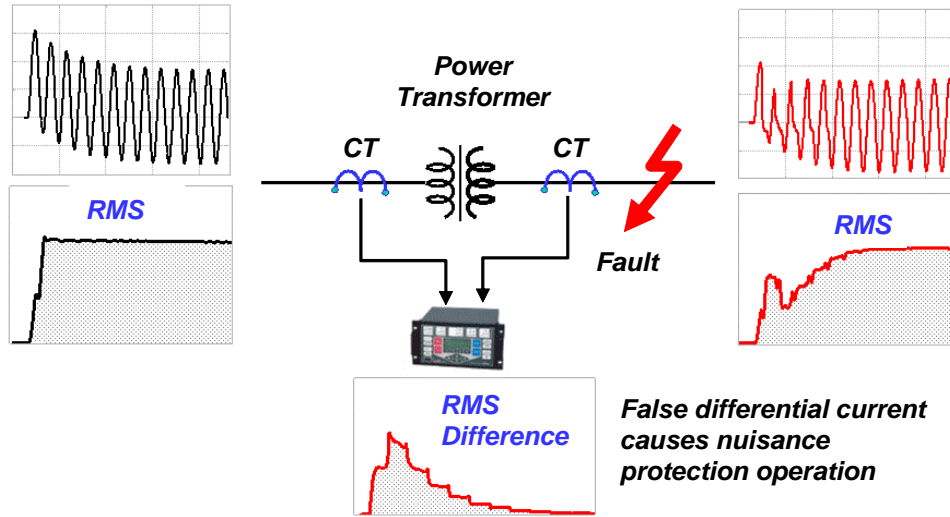 Power
Transformer
CT
CT
RMS
RMS
Fault
RMS
Difference
False differential current
causes nuisance
protection operation